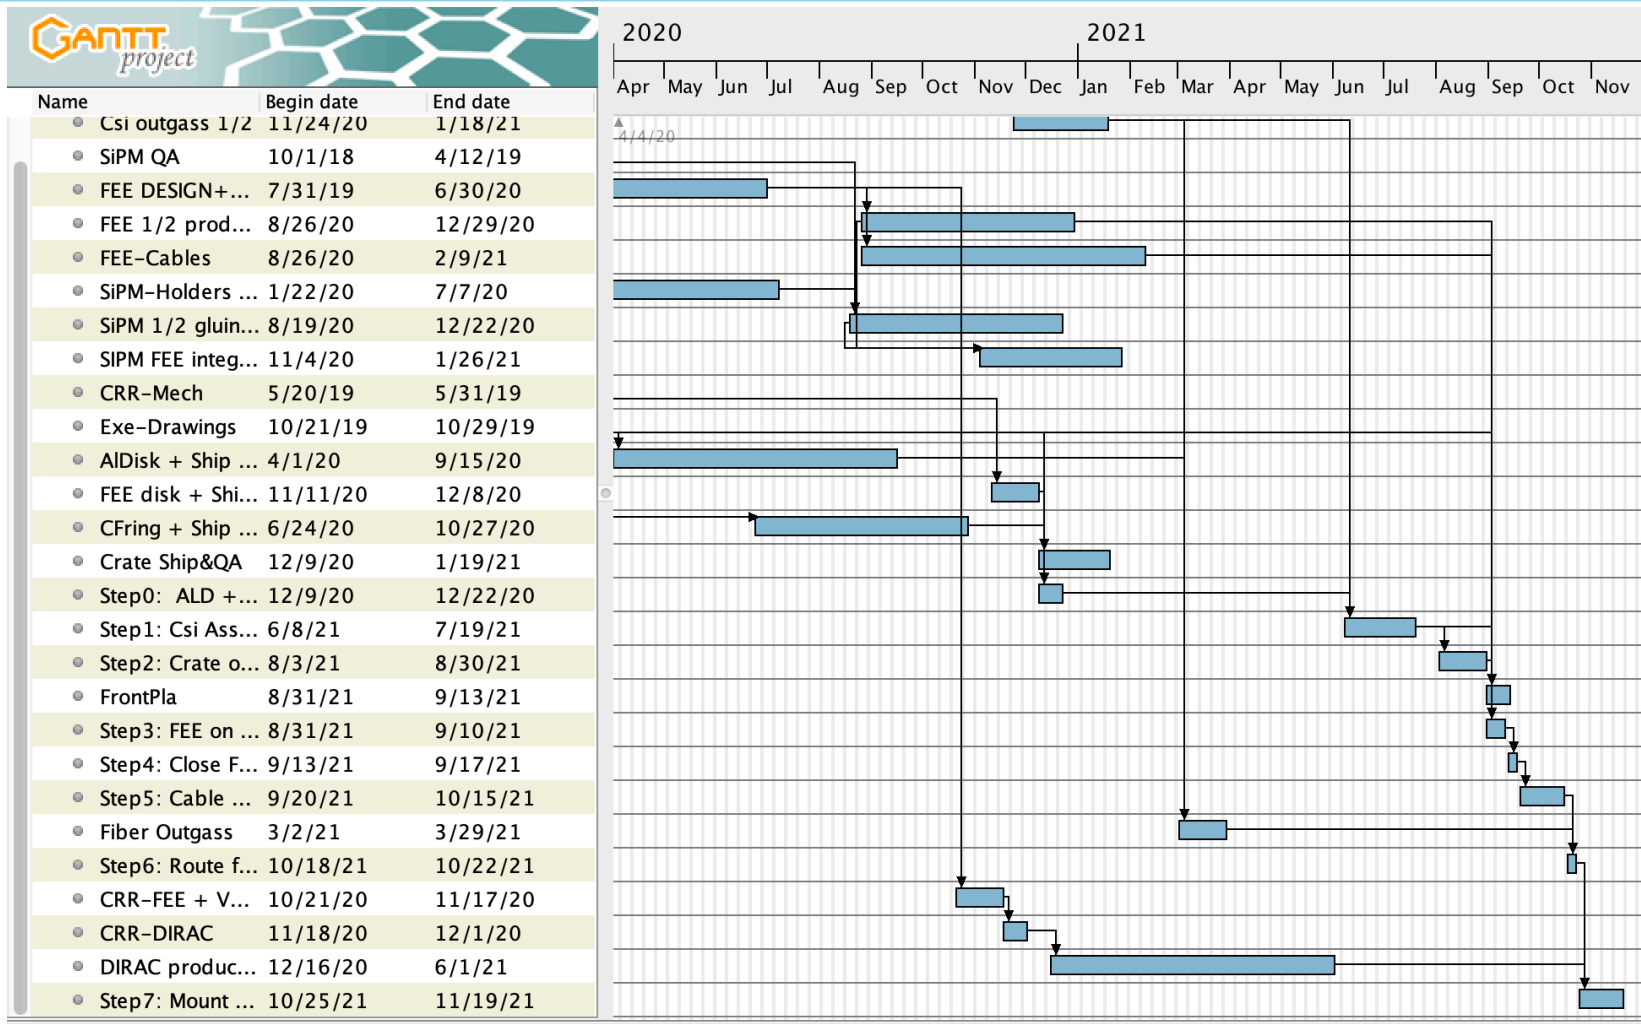 GANTT
project
2020 2021
Apr May Jun Jul Aug Sep Oct Nov Dec Jan Feb Mar Apr May Jun Jul Aug Sep Oct Nov
Name Begin date End date
4/4/20
Csi outgass 1/2 11/24/20 1/18/21
SiPM QA 10/1/18 4/12/19
FEE DESIGN+... 7/31/19 6/30/20
FEE 1/2 prod... 8/26/20 12/29/20
FEE-Cables 8/26/20 2/9/21
SiPM-Holders ... 1/22/20 7/7/20
SiPM 1/2 gluin... 8/19/20 12/22/20
SIPM FEE integ... 11/4/20 1/26/21
CRR-Mech 5/20/19 5/31/19
Exe-Drawings 10/21/19 10/29/19
AlDisk + Ship ... 4/1/20 9/15/20
FEE disk + Shi... 11/11/20 12/8/20
CFring + Ship ... 6/24/20 10/27/20
Crate Ship&QA 12/9/20 1/19/21
Step0: ALD +... 12/9/20 12/22/20
Step1: Csi Ass... 6/8/21 7/19/21
Step2: Crate o... 8/3/21 8/30/21
FrontPla 8/31/21 9/13/21
Step3: FEE on ... 8/31/21 9/10/21
Step4: Close F... 9/13/21 9/17/21
Step5: Cable ... 9/20/21 10/15/21
Fiber Outgass 3/2/21 3/29/21
Step6: Route f... 10/18/21 10/22/21
CRR-FEE + V... 10/21/20 11/17/20
CRR-DIRAC 11/18/20 12/1/20
DIRAC produc... 12/16/20 6/1/21
Step7: Mount ... 10/25/21 11/19/21